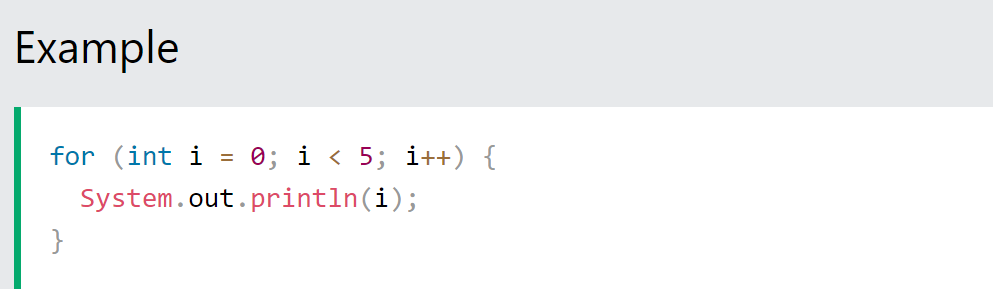 Example
for (int i = 0; i < 5; i++) {
  System.out.println(i);
}